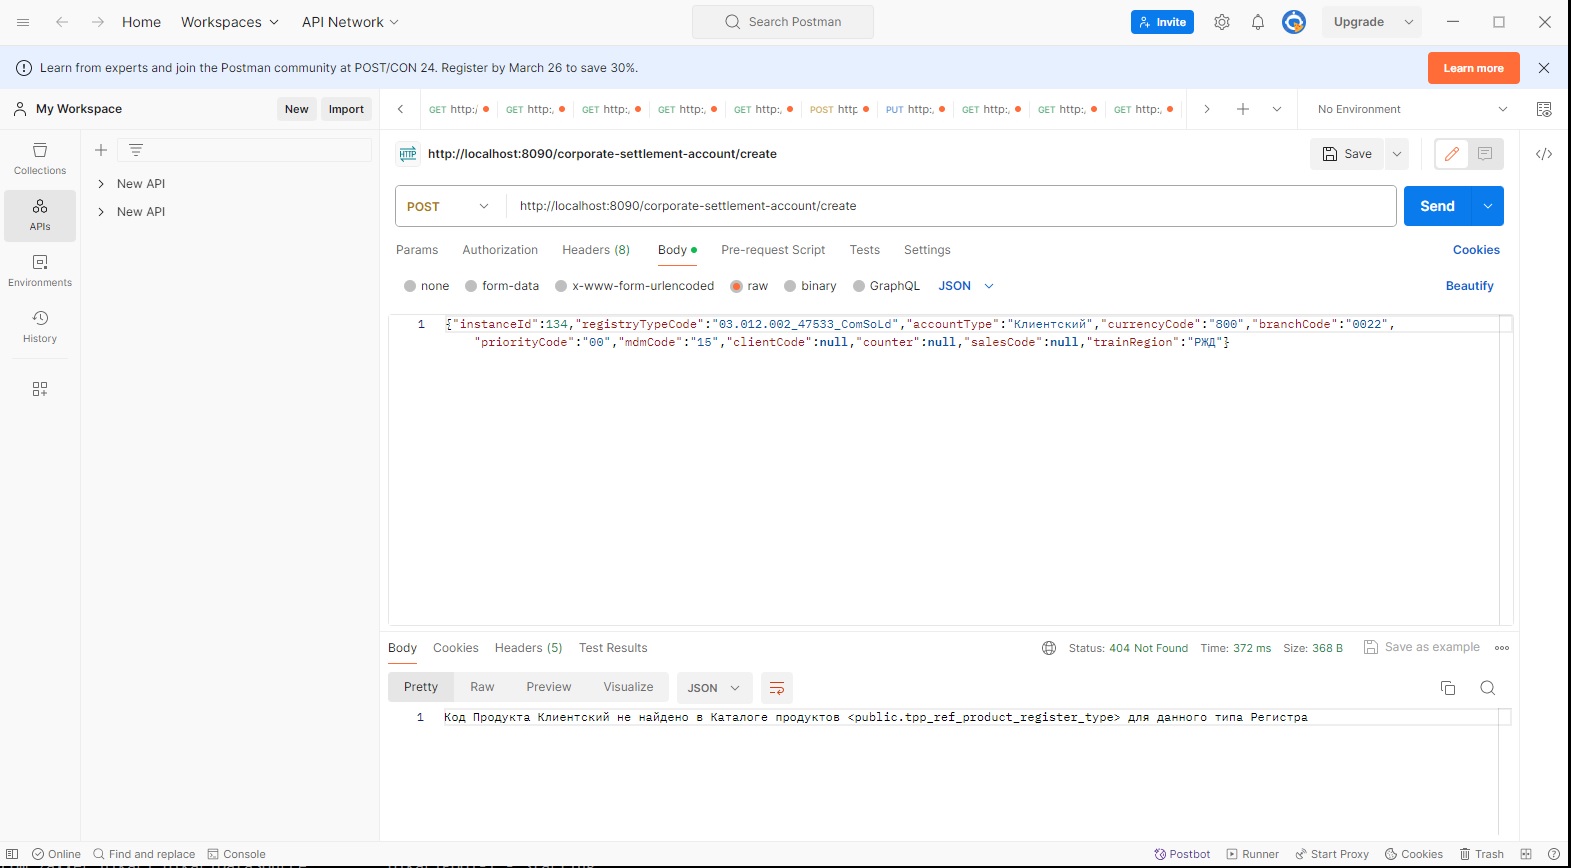 Home Workspaces API Network Search Postman Invite Upgrade
Learn from experts and join the Postman community at POST/CON 24. Register by March 26 to save 30%. Learn more
My Workspace New Import GET http:/ GET http:, GET http:, GET http:, GET http:, POST http PUT http:, GET http:, GET http:, GET http:, No Environment
Collections
APIs
Environments
History
New API
New API
HTTP http://localhost:8090/corporate-settlement-account/create Save
POST http://localhost:8090/corporate-settlement-account/create Send
Params Authorization Headers (8) Body Pre-request Script Tests Settings Cookies
none form-data x-www-form-urlencoded raw binary GraphQL JSON Beautify
1 {"instanceId":134,"registryTypeCode":"03.012.002_47533_ComSoLd","accountType":"Клиентский","currencyCode":"800","branchCode":"0022",
"priorityCode":"00","mdmCode":"15","clientCode":null,"counter":null,"salesCode":null,"trainRegion":"РЖД"}
Body Cookies Headers (5) Test Results Status: 404 Not Found Time: 372 ms Size: 368 B Save as example
Pretty Raw Preview Visualize JSON
1 Код Продукта Клиентский не найдено в Каталоге продуктов <public.tpp_ref_product_register_type> для данного типа Регистра
Online Find and replace Console Postbot Runner Start Proxy Cookies Trash